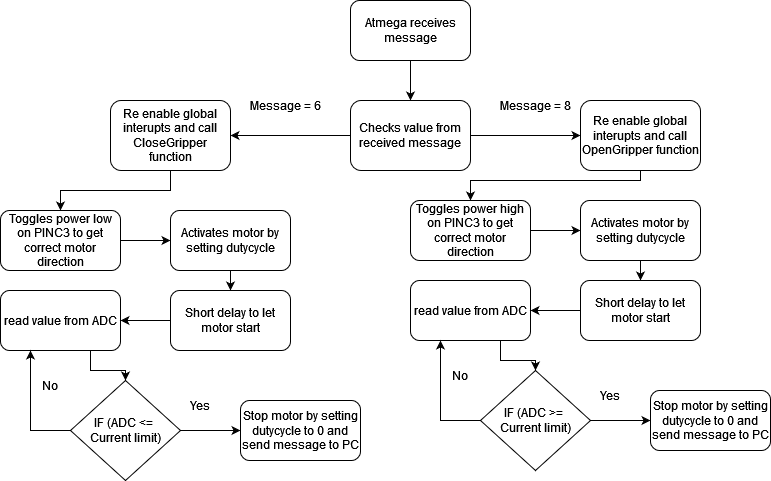 Atmega receives
message
Message = 6
Message = 8
Re enable global
interupts and call
CloseGripper
function
Checks value from
received message
Re enable global
interupts and call
OpenGripper function
Toggles power low
on PINC3 to get
correct motor
direction
Activates motor by
setting dutycycle
Toggles power high
on PINC3 to get
correct motor
direction
Activates motor by
setting dutycycle
read value from ADC
Short delay to let
motor start
read value from ADC
Short delay to let
motor start
No
Yes
IF (ADC <=
Current limit)
Stop motor by setting
dutycycle to 0 and
send message to PC
No
Yes
IF (ADC >=
Current limit)
Stop motor by setting
dutycycle to 0 and
send message to PC